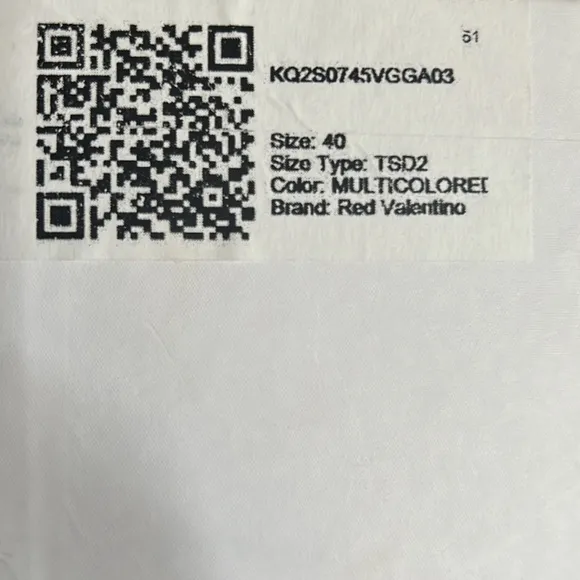 51
KQ2S0745VGGA03
Size: 40
Size Type: TSD2
Color: MULTICOLORED
Brand: Red Valentino